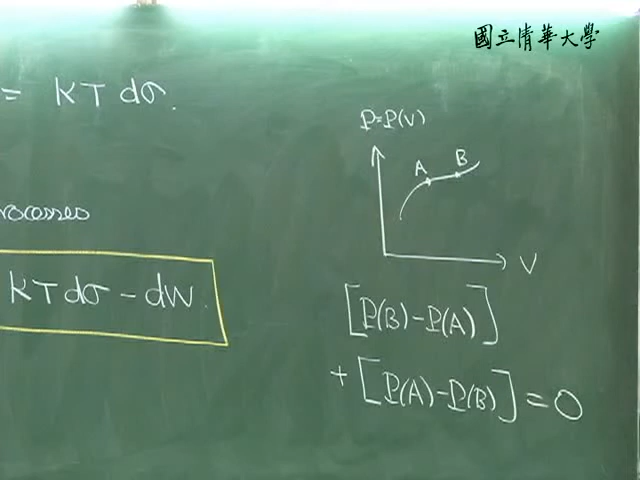 國立清華大學
= kT dσ.
P=P(V)
A
B
rocesses
V
kT dσ - dW.
[P(B)-P(A)]
+ [P(A)-P(B)] = 0